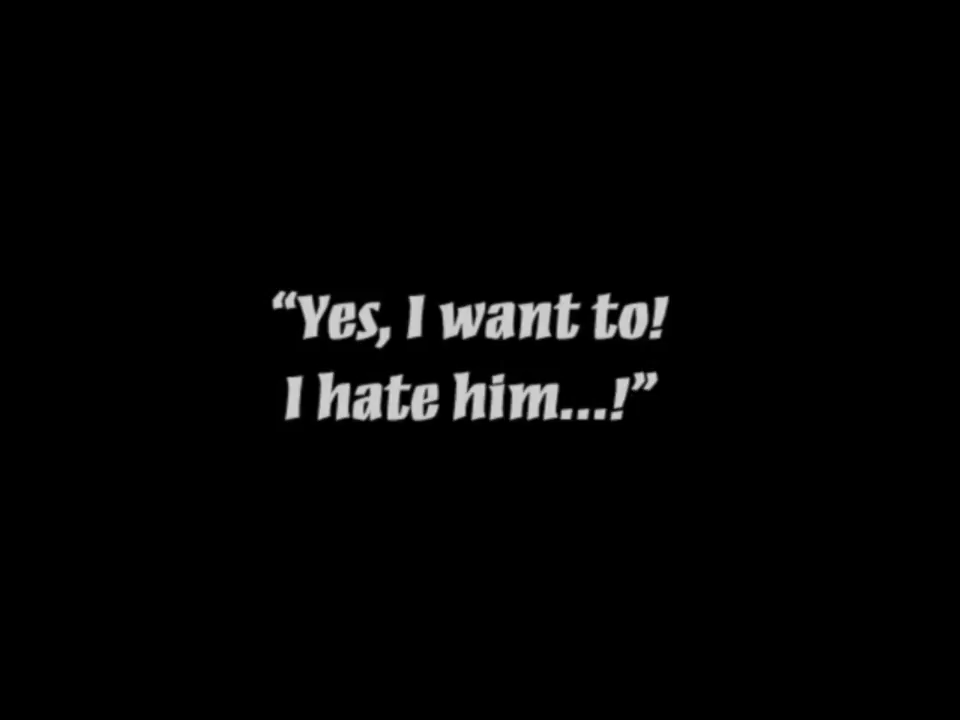 “Yes, I want to!
I hate him...!”